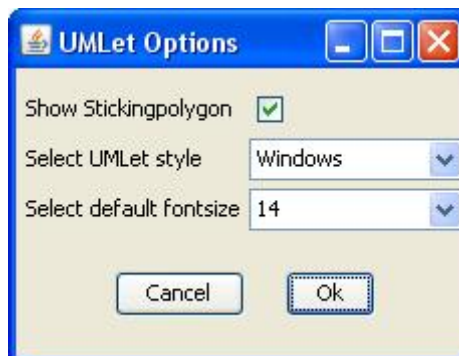 UMLet Options
Show Stickingpolygon
Select UMLet style Windows
Select default fontsize 14
Cancel Ok